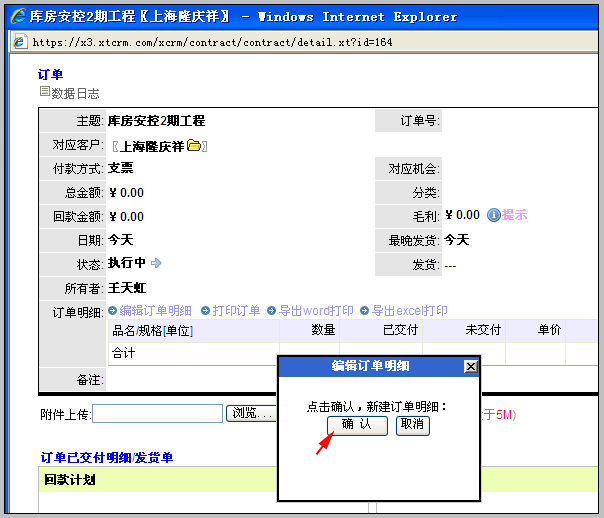 库房安控2期工程〖上海隆庆祥〗 - Windows Internet Explorer
https://x3.xtcrm.com/xcrm/contract/contract/detail.xt?id=164
订单
数据日志
主题: 库房安控2期工程 订单号:
对应客户: 〖上海隆庆祥 〗
付款方式: 支票 对应机会:
总金额: ¥ 0.00 分类:
回款金额: ¥ 0.00 毛利: ¥ 0.00 提示
日期: 今天 最晚发货: 今天
状态: 执行中 发货: ---
所有者: 王天虹
订单明细: 编辑订单明细 打印订单 导出word打印 导出excel打印
品名/规格[单位] 数量 已交付 未交付 单价
合计
备注:
编辑订单明细
点击确认，新建订单明细：
确 认 取消
附件上传: 浏览... 于5M)
订单已交付明细/发货单
回款计划